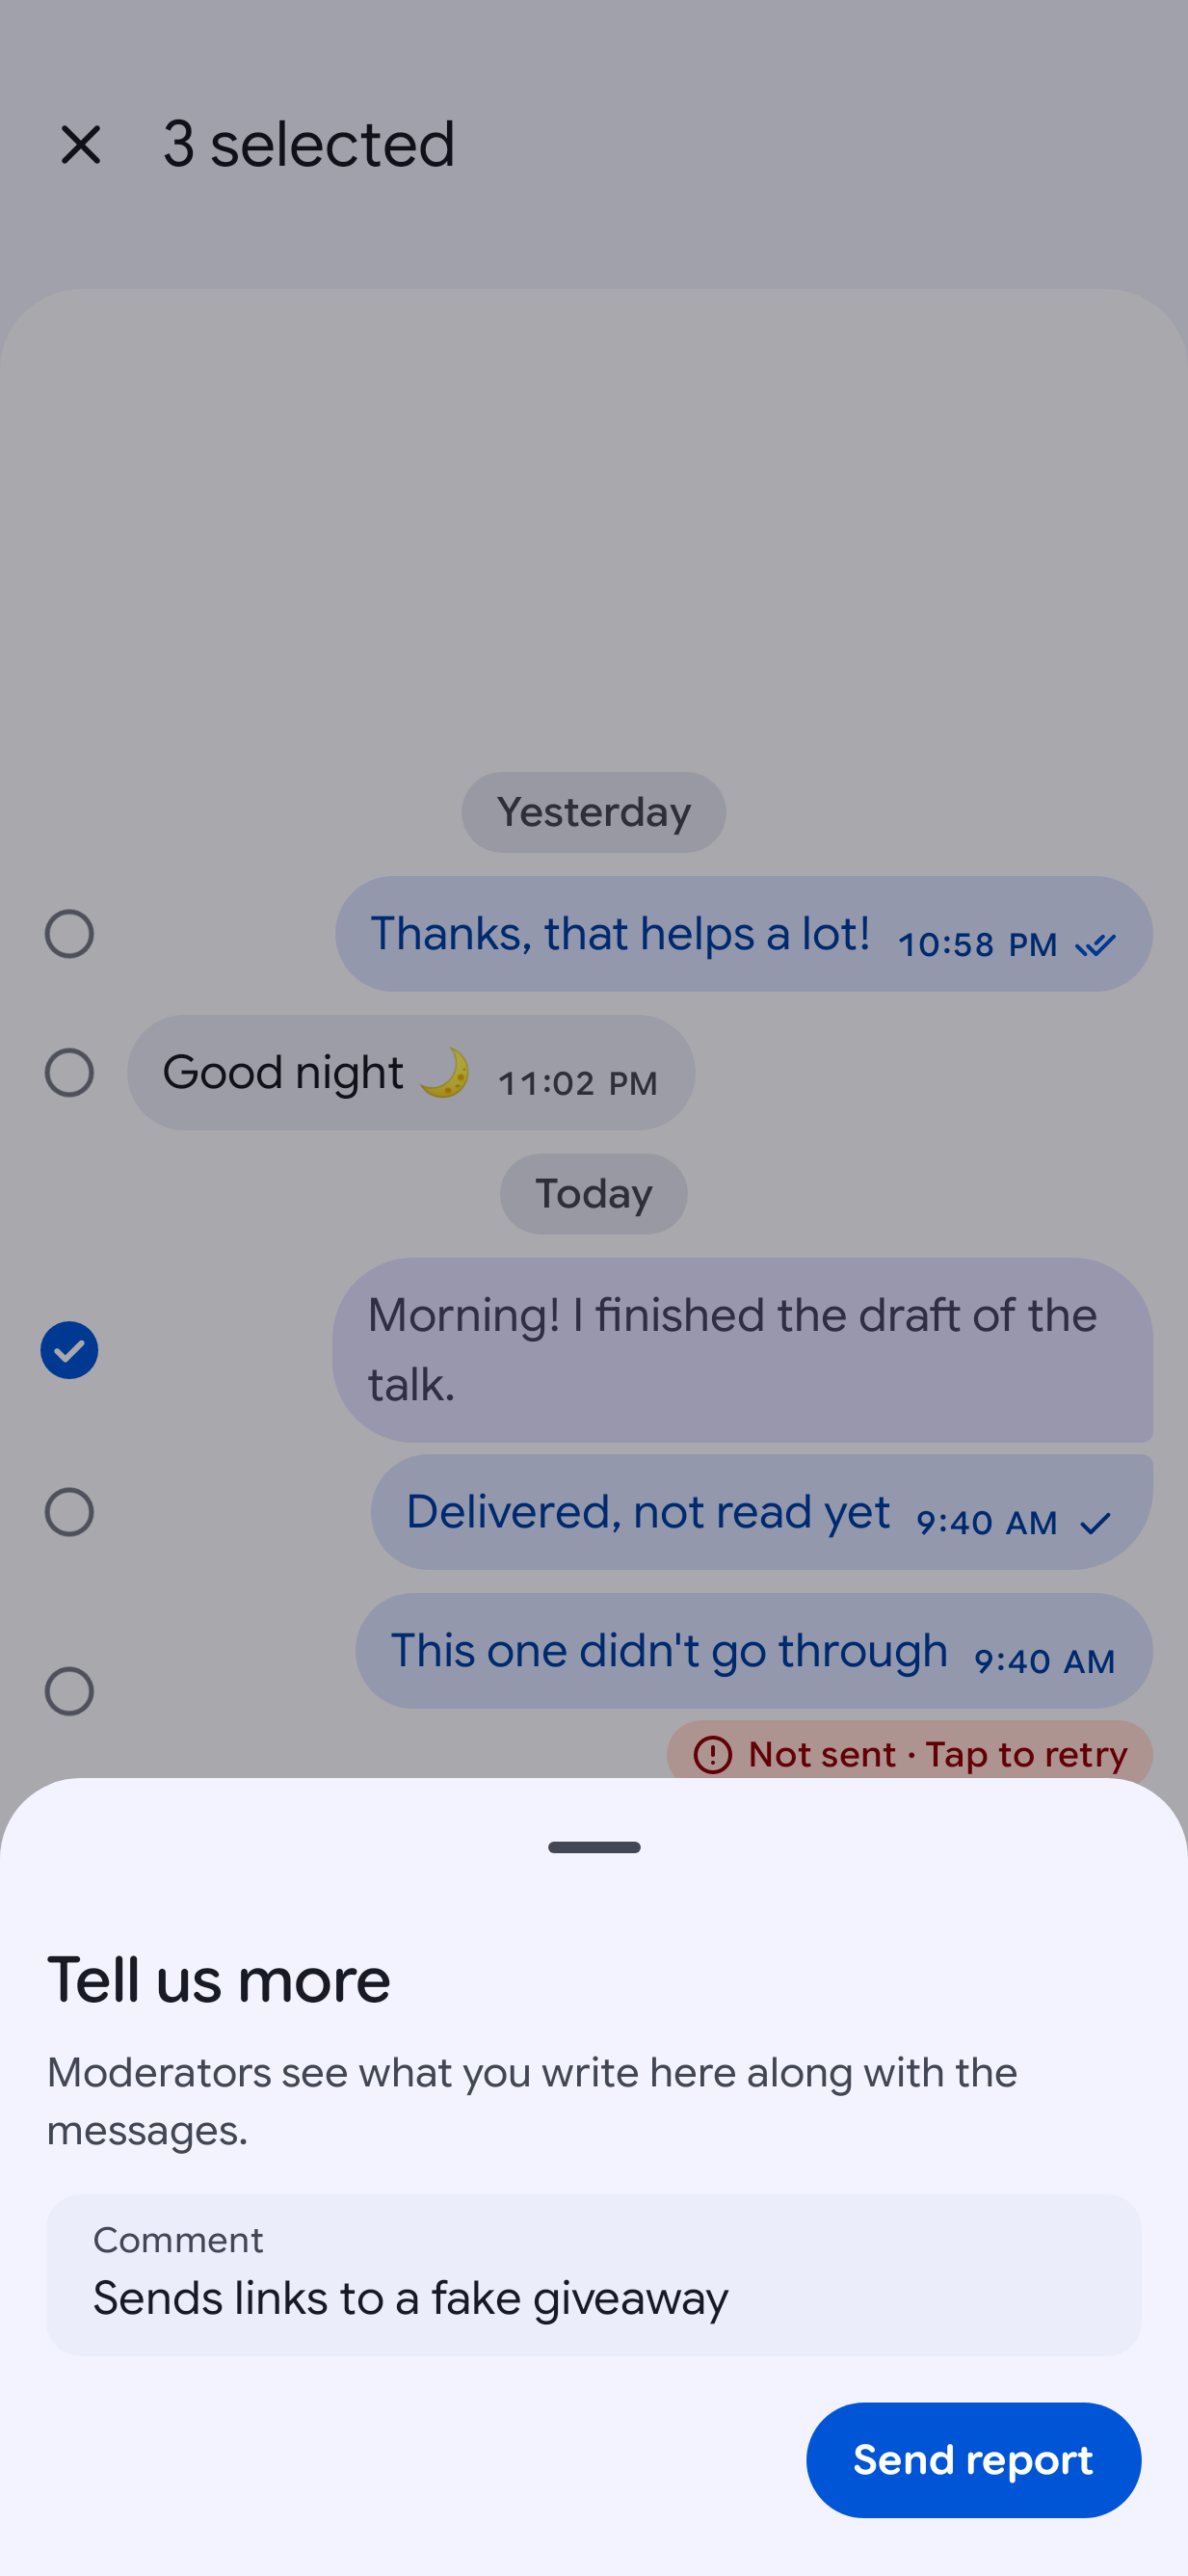 3 selected
Yesterday
Thanks, that helps a lot! 10:58 PM
Good night 🌙 11:02 PM
Today
Morning! I finished the draft of the
talk.
Delivered, not read yet 9:40 AM
This one didn't go through 9:40 AM
Not sent · Tap to retry
Tell us more
Moderators see what you write here along with the
messages.
Comment
Sends links to a fake giveaway
Send report